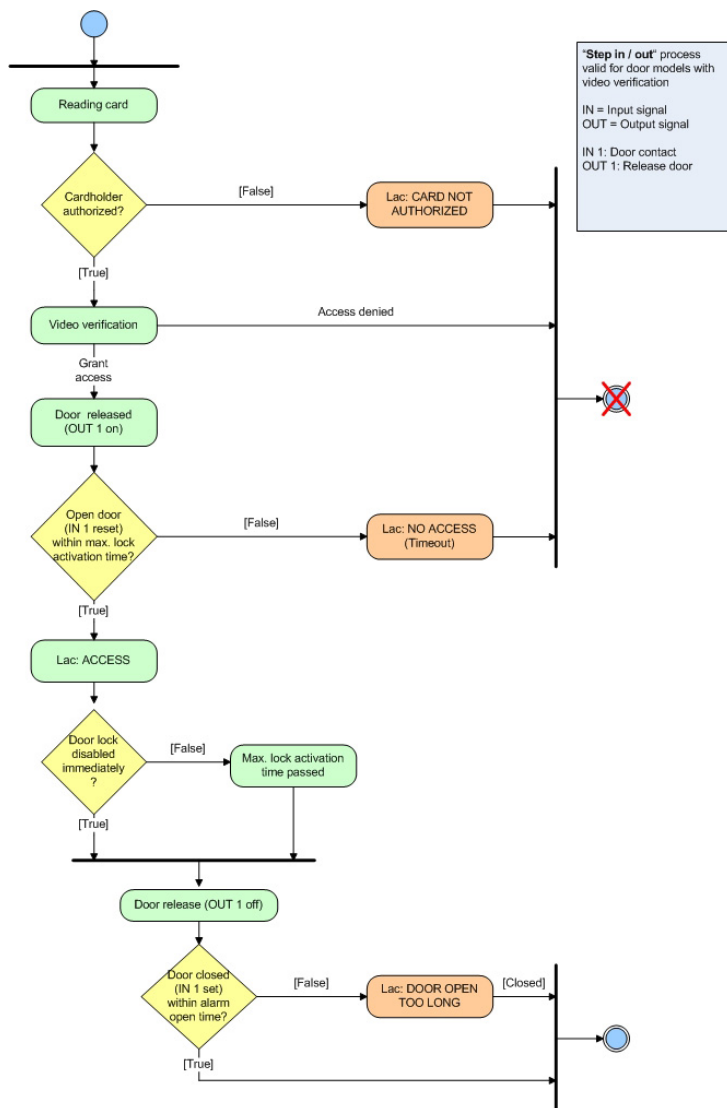 "Step in / out" process
valid for door models with
video verification
IN = Input signal
OUT = Output signal
IN 1: Door contact
OUT 1: Release door
Reading card
Cardholder
authorized?
[False]
Lac: CARD NOT
AUTHORIZED
[True]
Video verification
Access denied
Grant
access
Door released
(OUT 1 on)
Open door
(IN 1 reset)
within max. lock
activation time?
[False]
Lac: NO ACCESS
(Timeout)
[True]
Lac: ACCESS
Door lock
disabled
immediately
?
[False]
Max. lock activation
time passed
[True]
Door release (OUT 1 off)
Door closed
(IN 1 set)
within alarm
open time?
[False]
Lac: DOOR OPEN
TOO LONG
[Closed]
[True]